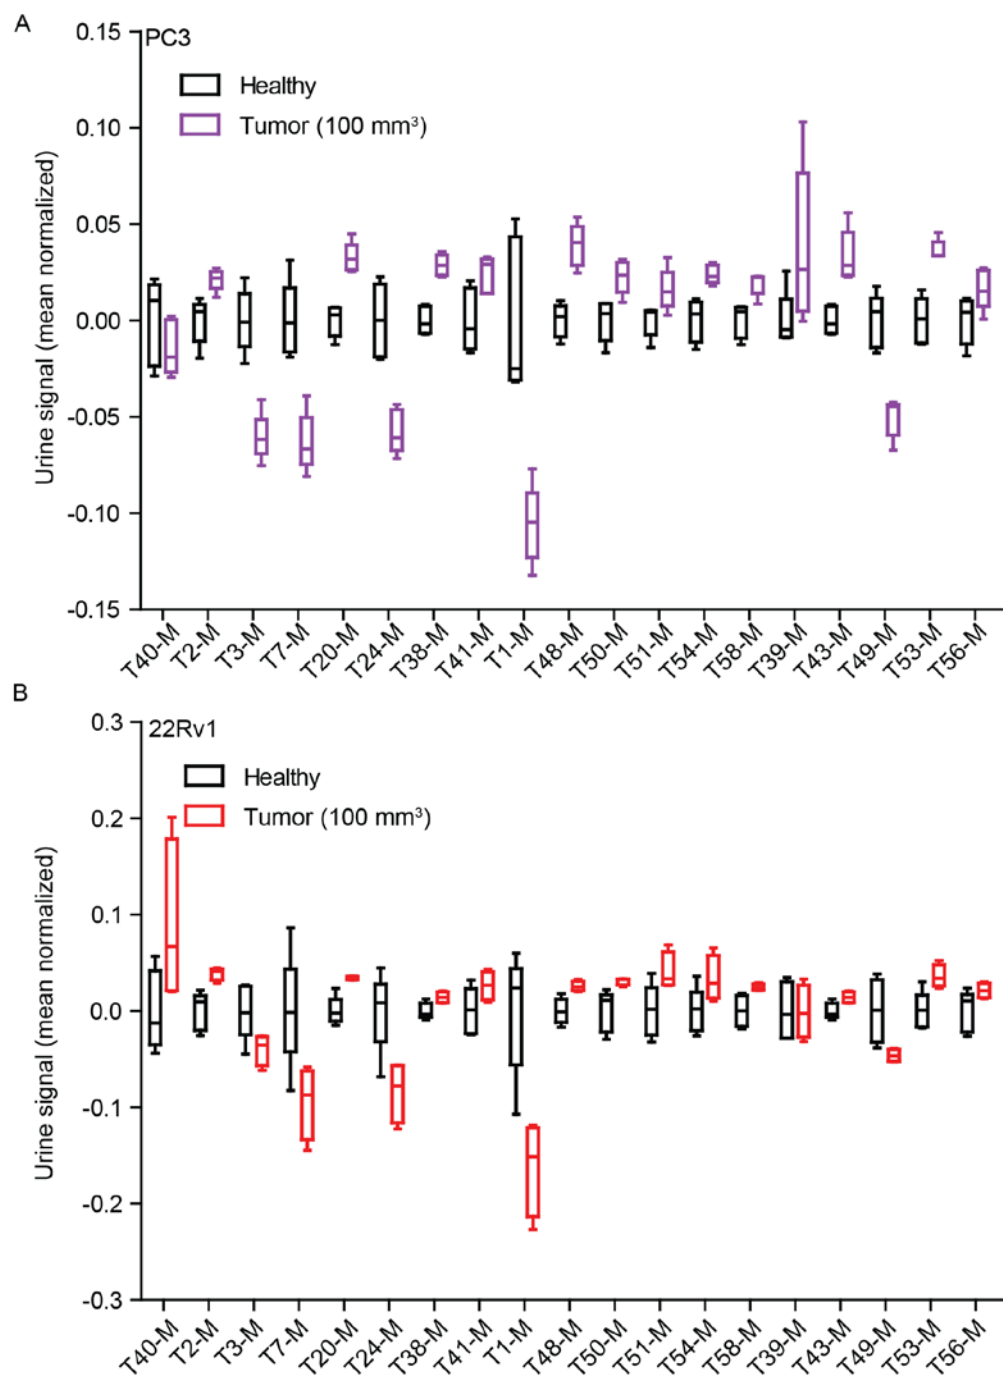 A
PC3
Healthy
Tumor (100 mm³)
Urine signal (mean normalized)
0.15
0.10
0.05
0.00
-0.05
-0.10
-0.15
T40-M
T2-M
T3-M
T7-M
T20-M
T24-M
T38-M
T41-M
T1-M
T48-M
T50-M
T51-M
T54-M
T58-M
T39-M
T43-M
T49-M
T53-M
T56-M
B
22Rv1
Healthy
Tumor (100 mm³)
Urine signal (mean normalized)
0.3
0.2
0.1
0.0
-0.1
-0.2
-0.3
T40-M
T2-M
T3-M
T7-M
T20-M
T24-M
T38-M
T41-M
T1-M
T48-M
T50-M
T51-M
T54-M
T58-M
T39-M
T43-M
T49-M
T53-M
T56-M